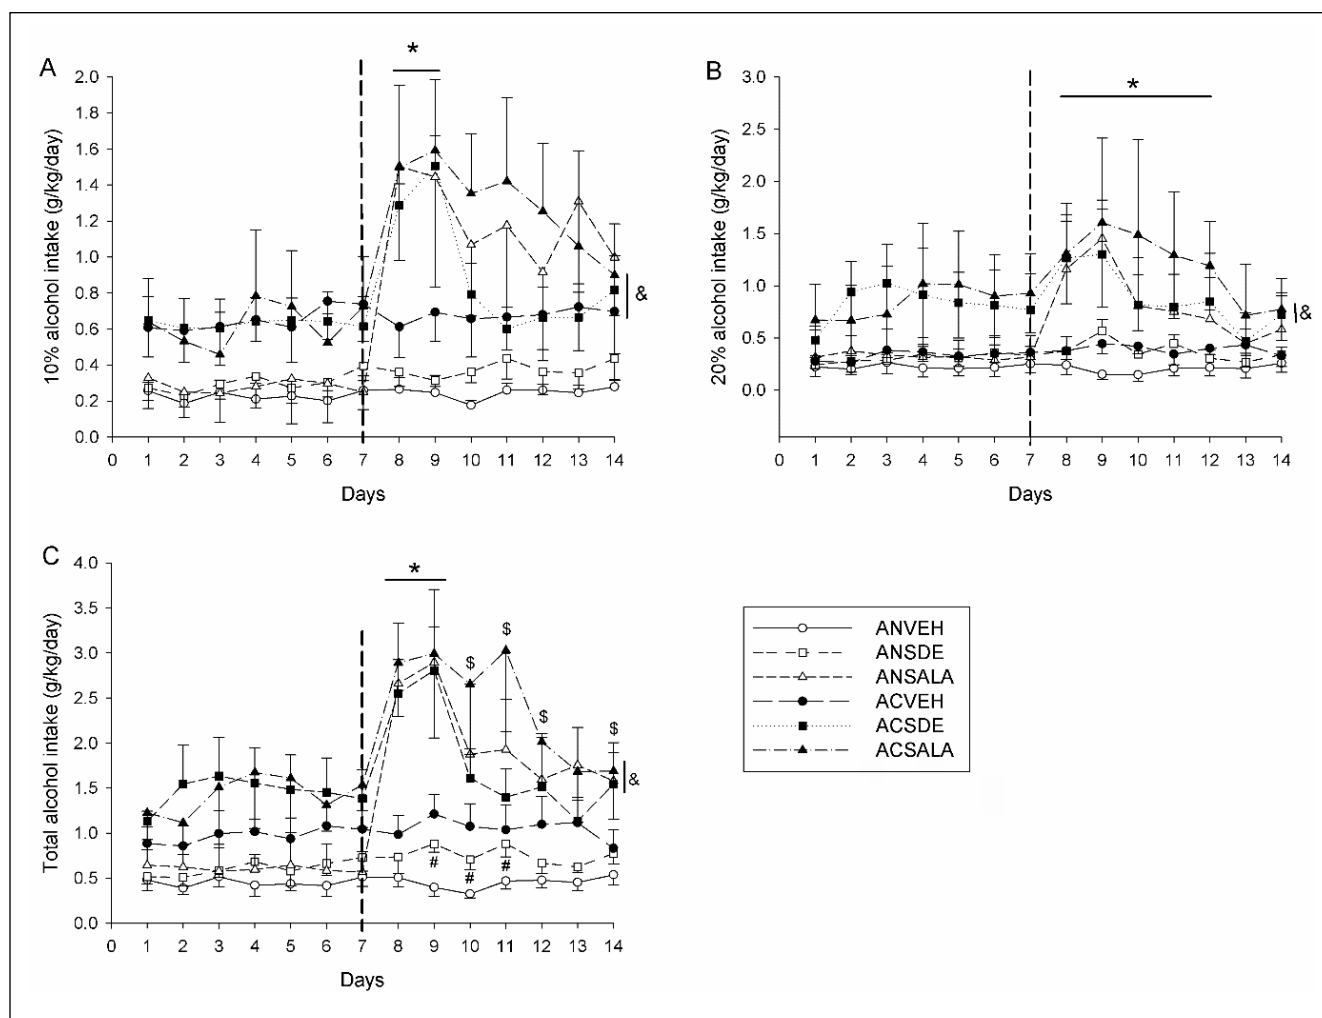 A
*
2.0
1.8
1.6
1.4
1.2
1.0
0.8
0.6
0.4
0.2
0.0
10% alcohol intake (g/kg/day)
&
0 1 2 3 4 5 6 7 8 9 10 11 12 13 14
Days
B
*
3.0
2.5
2.0
1.5
1.0
0.5
0.0
20% alcohol intake (g/kg/day)
&
0 1 2 3 4 5 6 7 8 9 10 11 12 13 14
Days
C
*
4.0
3.5
3.0
2.5
2.0
1.5
1.0
0.5
0.0
Total alcohol intake (g/kg/day)
$ $ $ $
&
# # #
0 1 2 3 4 5 6 7 8 9 10 11 12 13 14
Days
ANVEH
ANSDE
ANSALA
ACVEH
ACSDE
ACSALA